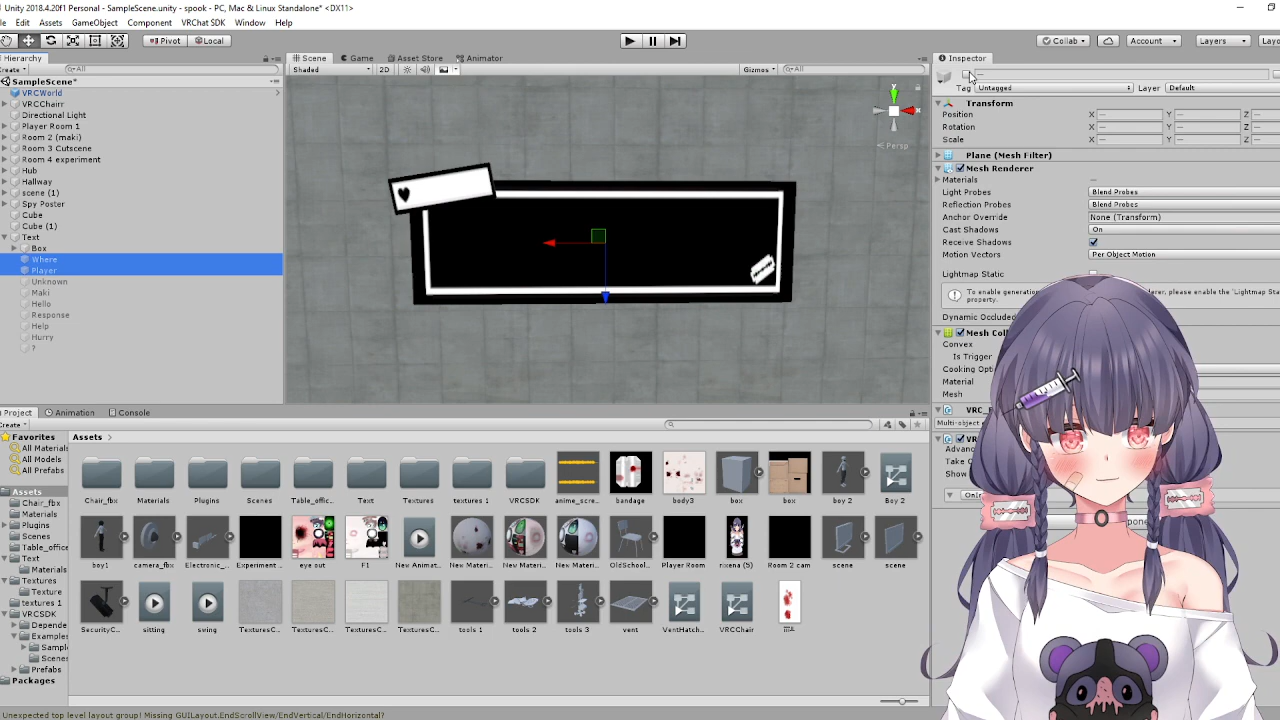 Unity 2018.4.20f1 Personal - SampleScene.unity - spook - PC, Mac & Linux Standalone* <DX11>
Edit Assets GameObject Component VRChat SDK Window Help
Pivot Local Collab Account Layers
Hierarchy
All
SampleScene*
VRCWorld
VRCChairr
Directional Light
Player Room 1
Room 2 (maki)
Room 3 Cutscene
Room 4 experiment
Hub
Hallway
scene (1)
Spy Poster
Cube
Cube (1)
Text
Box
Where
Player
Unknown
Maki
Hello
Response
Help
Hurry
?
Scene Game Asset Store Animator
Shaded 2D Gizmos All
y
x
Persp
Inspector
Tag Untagged Layer Default
Transform
Position X — Y — Z —
Rotation X — Y — Z —
Scale X — Y — Z —
Plane (Mesh Filter)
Mesh Renderer
Materials —
Light Probes Blend Probes
Reflection Probes Blend Probes
Anchor Override None (Transform)
Cast Shadows On
Receive Shadows
Motion Vectors Per Object Motion
Lightmap Static
To enable
property.
Dynamic Occluded
Convex
Is Trigger
Material
Mesh
Project Animation Console
Favorites
All Materials
All Models
All Prefabs
Assets
Chair_fbx
Materials
Plugins
Scenes
Table_office
Text
Materials
Textures
Texture
textures 1
VRCSDK
Prefabs
Packages
Assets
Chair_fbx Materials Plugins Scenes Table_offic... Text Textures textures 1 VRCSDK anime_scre... bandage body3 box box boy 2 Boy 2
boy1 camera_fbx Electronic_... Experiment eye out F1 New Animat... New Materi... New Materi... New Materi... OldSchool... Player Room rixena (5) Room 2 cam scene scene
SecurityC... sitting swing TexturesC... TexturesC... TexturesC... TexturesC... tools 1 tools 2 tools 3 vent VentHatch... VRCChair
Unexpected top level layout group! Missing GUILayout.EndScrollView/EndVertical/EndHorizontal?